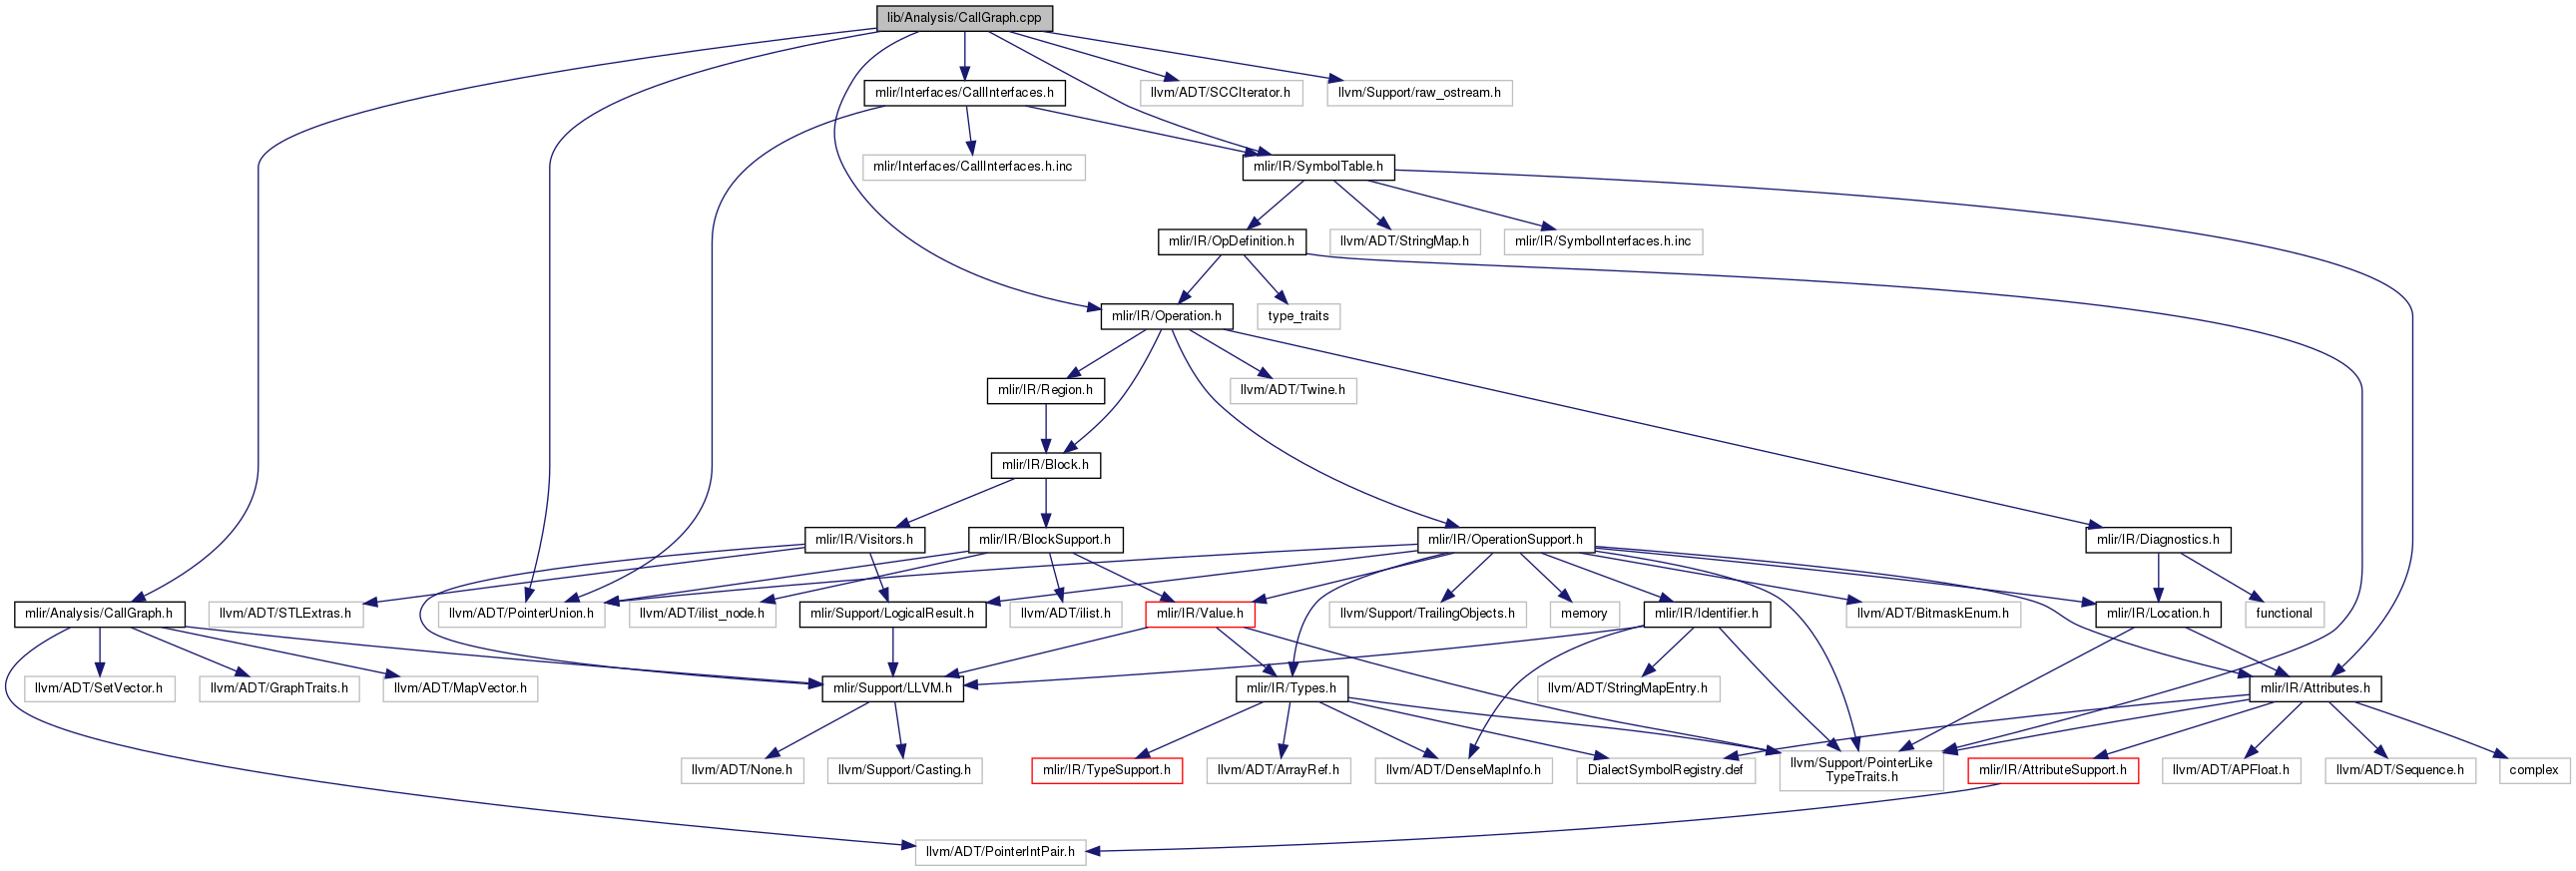 lib/Analysis/CallGraph.cpp
mlir/Interfaces/CallInterfaces.h
llvm/ADT/SCCIterator.h
llvm/Support/raw_ostream.h
mlir/Interfaces/CallInterfaces.h.inc
mlir/IR/SymbolTable.h
mlir/IR/OpDefinition.h
llvm/ADT/StringMap.h
mlir/IR/SymbolInterfaces.h.inc
mlir/IR/Operation.h
type_traits
mlir/IR/Region.h
llvm/ADT/Twine.h
mlir/IR/Block.h
mlir/IR/Visitors.h
mlir/IR/BlockSupport.h
mlir/IR/OperationSupport.h
mlir/IR/Diagnostics.h
mlir/Analysis/CallGraph.h
llvm/ADT/STLExtras.h
llvm/ADT/PointerUnion.h
llvm/ADT/ilist_node.h
mlir/Support/LogicalResult.h
llvm/ADT/ilist.h
mlir/IR/Value.h
llvm/Support/TrailingObjects.h
memory
mlir/IR/Identifier.h
llvm/ADT/BitmaskEnum.h
mlir/IR/Location.h
functional
llvm/ADT/SetVector.h
llvm/ADT/GraphTraits.h
llvm/ADT/MapVector.h
mlir/Support/LLVM.h
mlir/IR/Types.h
llvm/ADT/StringMapEntry.h
mlir/IR/Attributes.h
llvm/ADT/None.h
llvm/Support/Casting.h
mlir/IR/TypeSupport.h
llvm/ADT/ArrayRef.h
llvm/ADT/DenseMapInfo.h
DialectSymbolRegistry.def
llvm/Support/PointerLike
TypeTraits.h
mlir/IR/AttributeSupport.h
llvm/ADT/APFloat.h
llvm/ADT/Sequence.h
complex
llvm/ADT/PointerIntPair.h